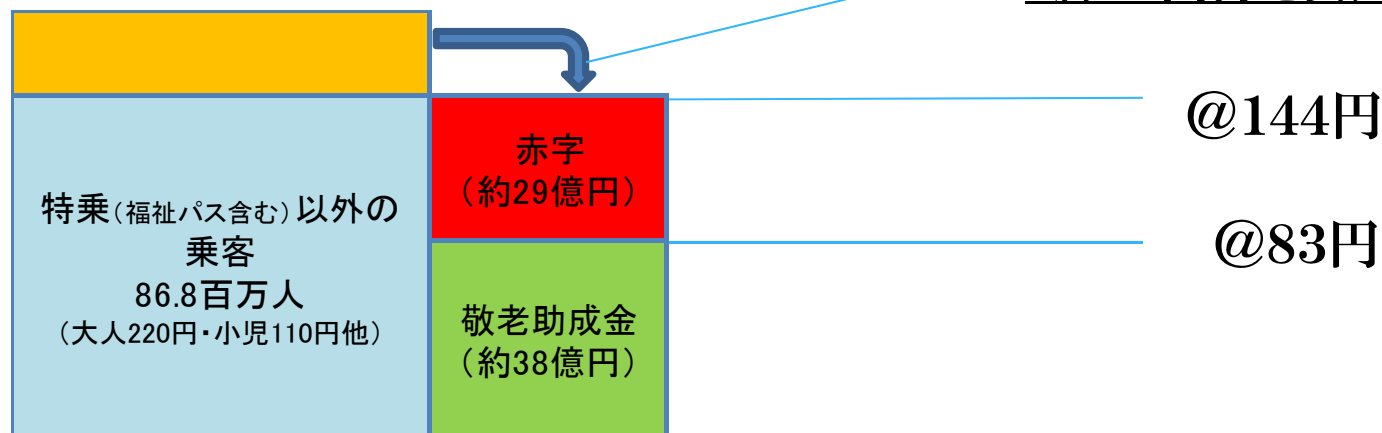 @144円
赤字
（約29億円）
特乗（福祉パス含む）以外の
乗客
86.8百万人
（大人220円・小児110円他）
@83円
敬老助成金
（約38億円）